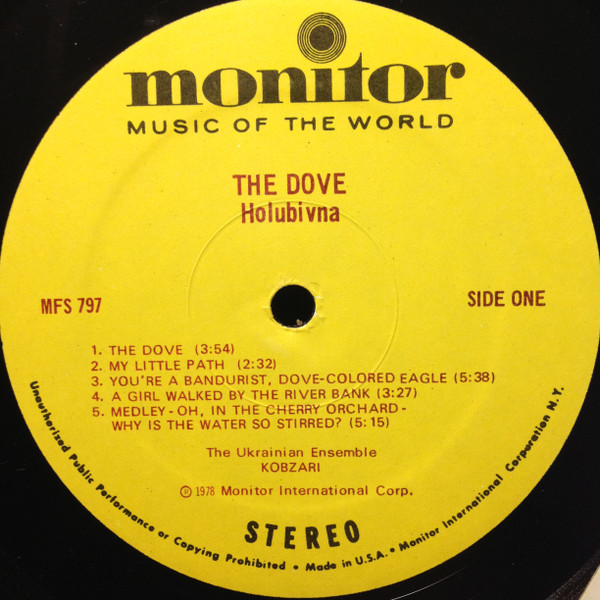 monitor
MUSIC OF THE WORLD
THE DOVE
Holubivna
MFS 797
SIDE ONE
1. THE DOVE (3:54)
2. MY LITTLE PATH (2:32)
3. YOU'RE A BANDURIST, DOVE-COLORED EAGLE (5:38)
4. A GIRL WALKED BY THE RIVER BANK (3:27)
5. MEDLEY - OH, IN THE CHERRY ORCHARD -
WHY IS THE WATER SO STIRRED? (5:15)
The Ukrainian Ensemble
KOBZARI
℗ 1978 Monitor International Corp.
STEREO
Unauthorized Public Performance or Copying Prohibited • Made in U.S.A. • Monitor International Corporation N.Y.